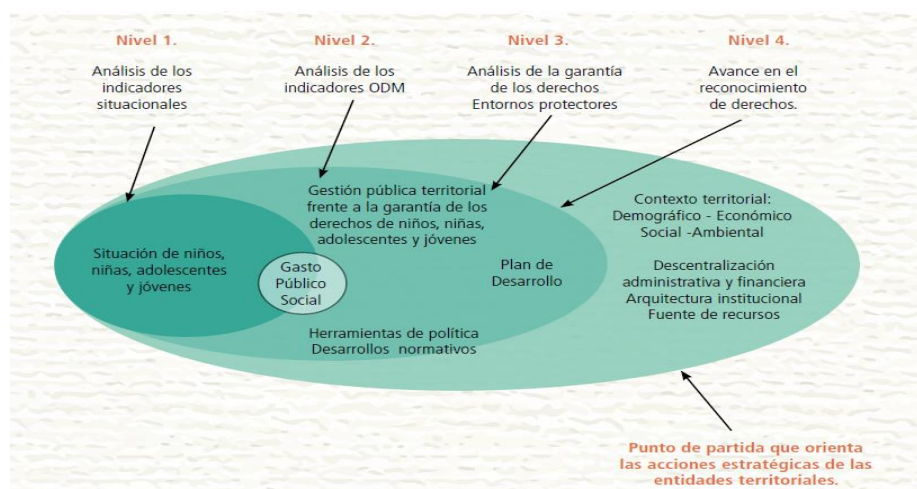 Nivel 1.
Análisis de los
indicadores
situacionales
Nivel 2.
Análisis de los
indicadores ODM
Nivel 3.
Análisis de la garantía
de los derechos
Entornos protectores
Nivel 4.
Avance en el
reconocimiento
de derechos.
Situación de niños,
niñas, adolescentes
y jóvenes
Gasto
Público
Social
Gestión pública territorial
frente a la garantía de los
derechos de niños, niñas,
adolescentes y jóvenes
Plan de
Desarrollo
Herramientas de política
Desarrollos normativos
Contexto territorial:
Demográfico - Económico
Social -Ambiental
Descentralización
administrativa y financiera
Arquitectura institucional
Fuente de recursos
Punto de partida que orienta
las acciones estratégicas de las
entidades territoriales.